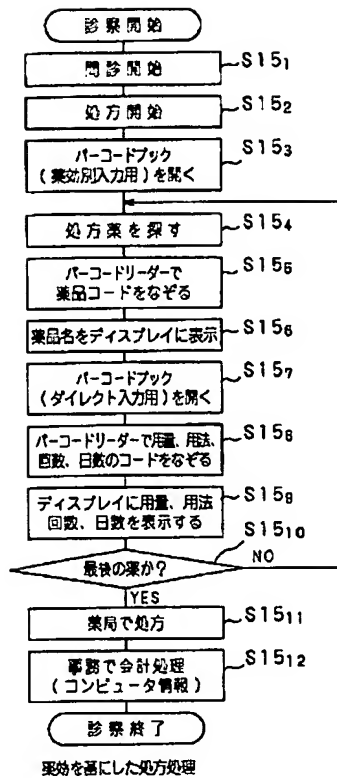 診察開始
問診開始
S15₁
処方開始
S15₂
バーコードブック
(薬効別入力用)を開く
S15₃
処方薬を探す
S15₄
バーコードリーダーで
薬品コードをなぞる
S15₅
薬品名をディスプレイに表示
S15₆
バーコードブック
(ダイレクト入力用)を開く
S15₇
バーコードリーダーで用量、用法、
回数、日数のコードをなぞる
S15₈
ディスプレイに用量、用法
回数、日数を表示する
S15₉
最後の薬か?
S15₁₀
NO
YES
薬局で処方
S15₁₁
事務で会計処理
(コンピュータ情報)
S15₁₂
診察終了
薬効を基にした処方処理